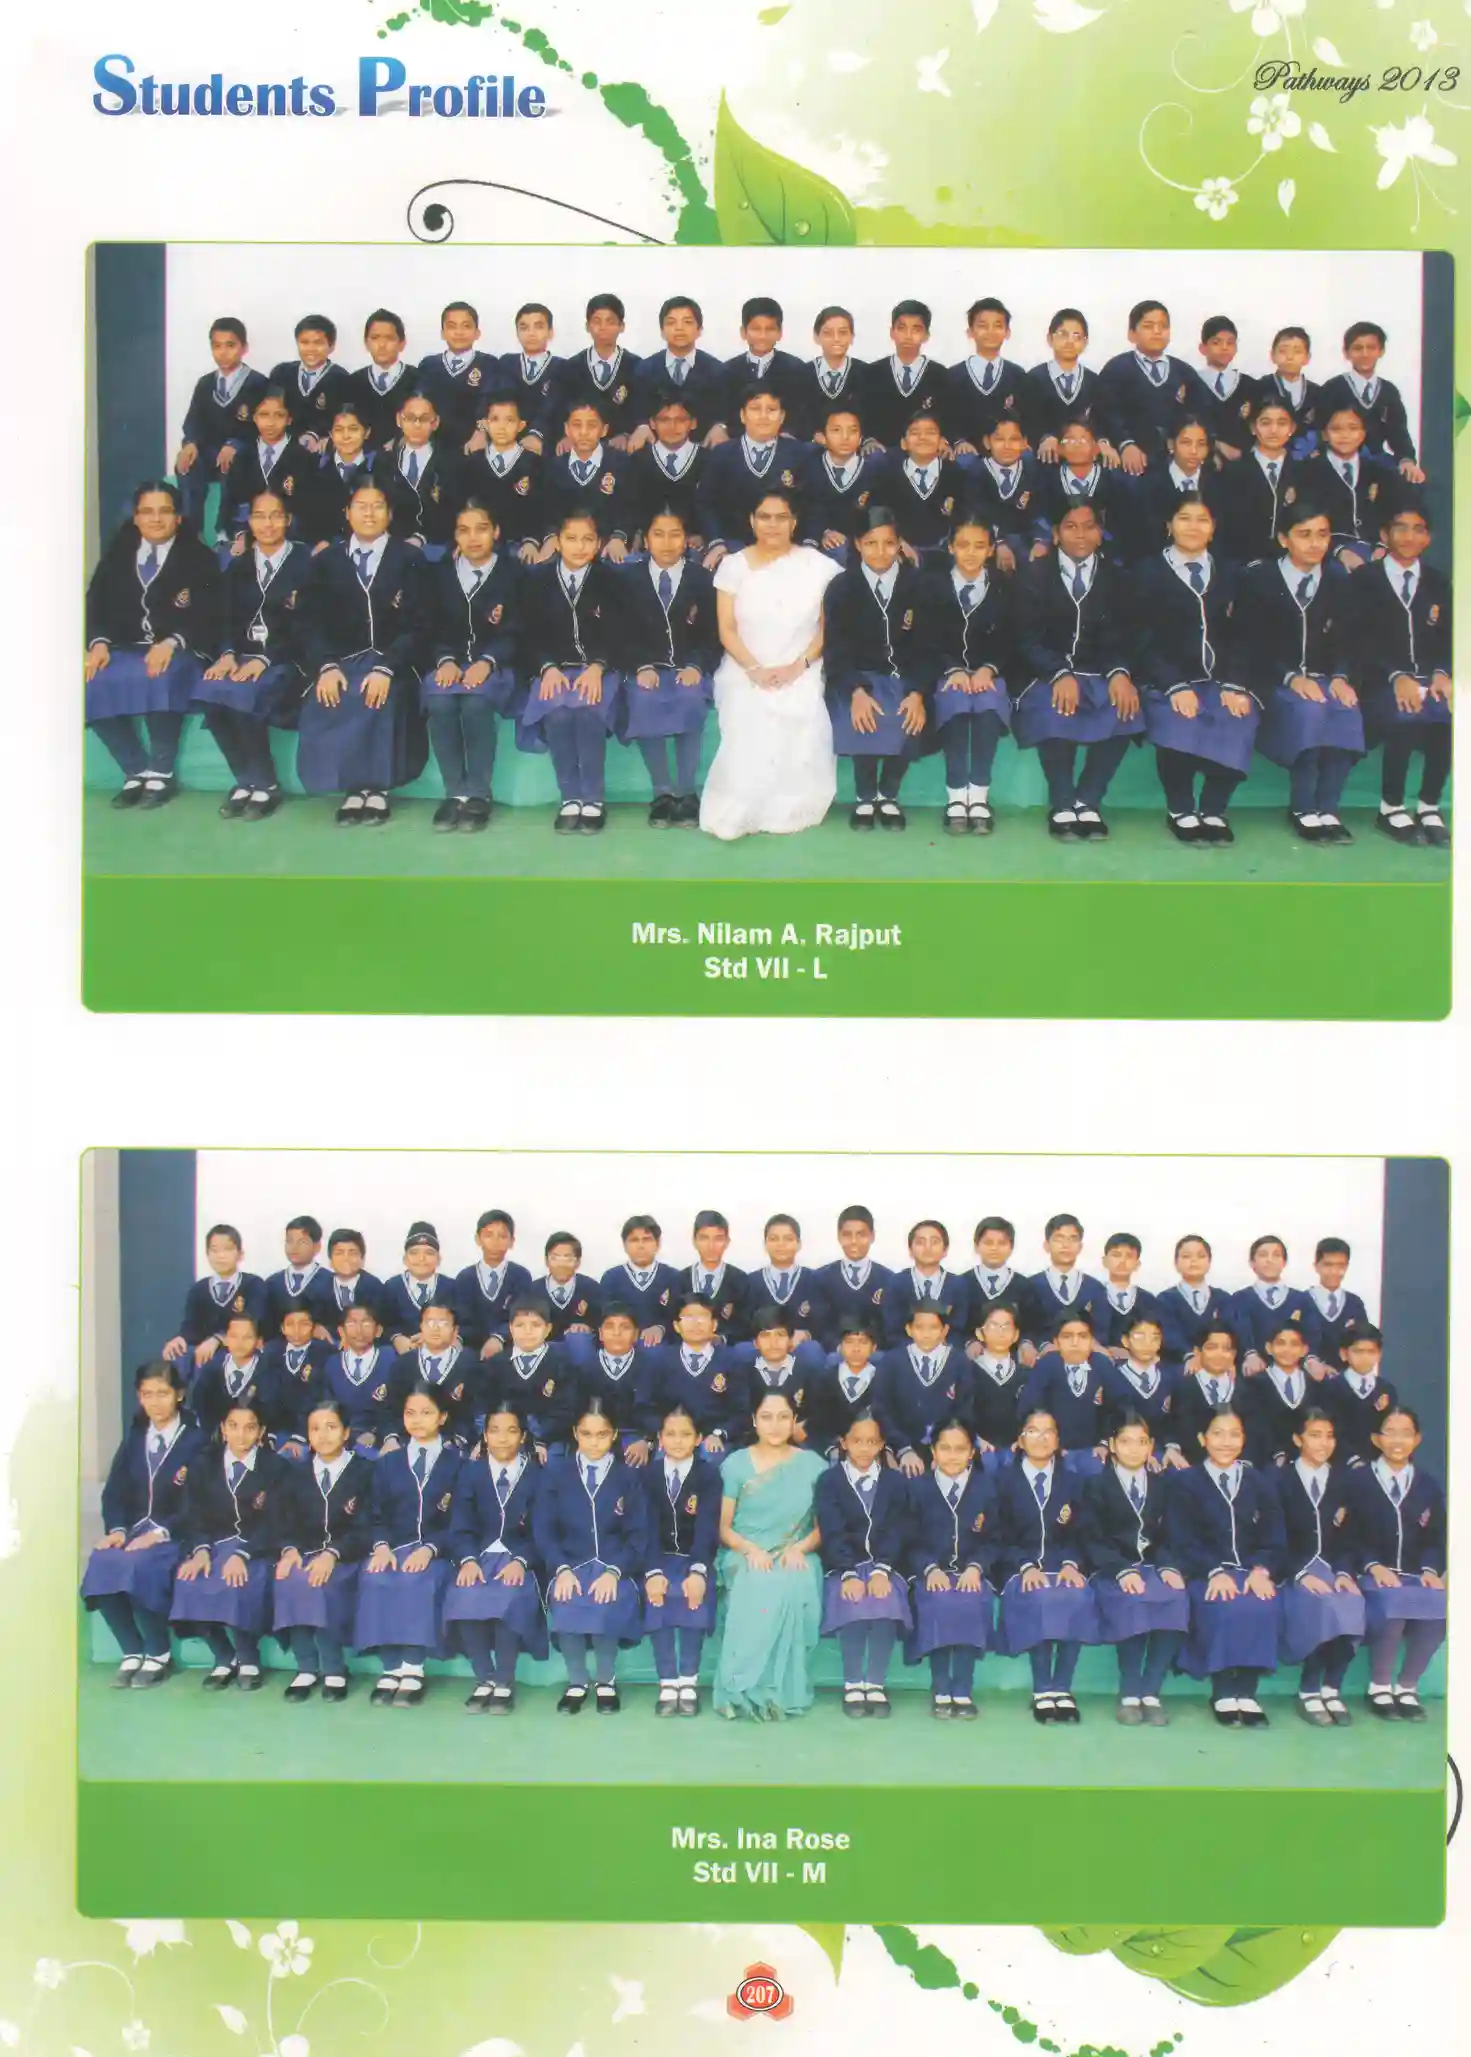 Students Profile
Pathways 2013
Mrs. Nilam A. Rajput
Std VII - L
Mrs. Ina Rose
Std VII - M
207